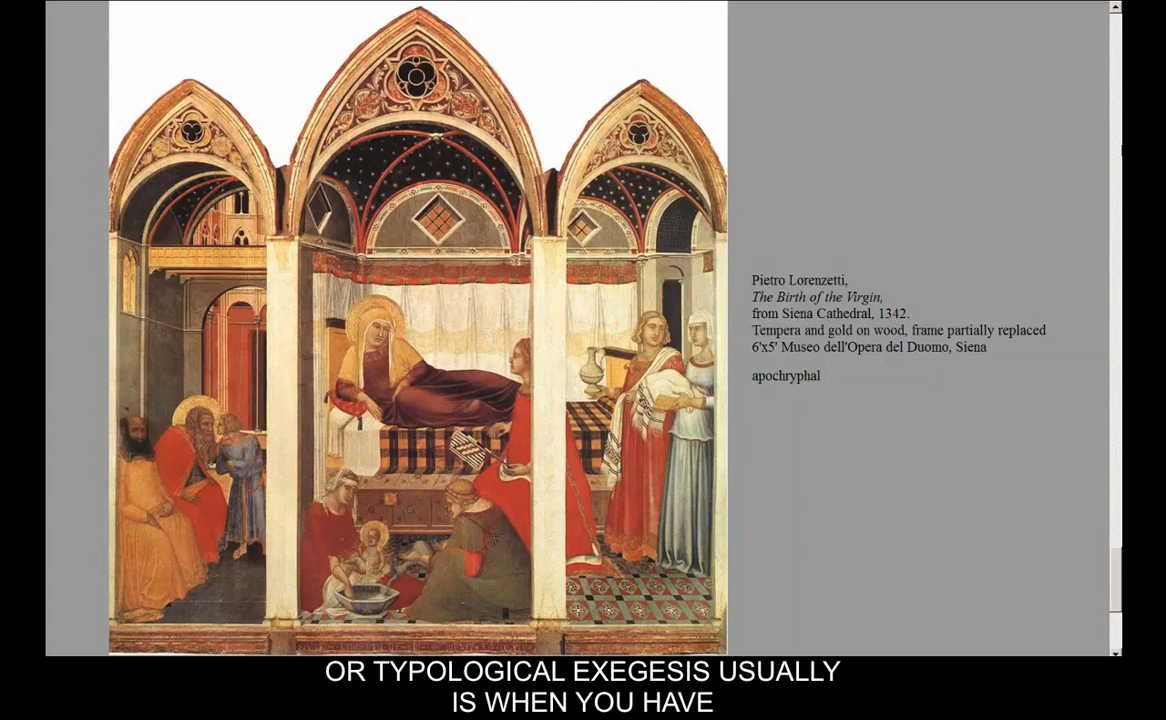 Pietro Lorenzetti,
The Birth of the Virgin,
from Siena Cathedral, 1342.
Tempera and gold on wood, frame partially replaced
6'x5' Museo dell'Opera del Duomo, Siena
apochryphal
OR TYPOLOGICAL EXEGESIS USUALLY
IS WHEN YOU HAVE